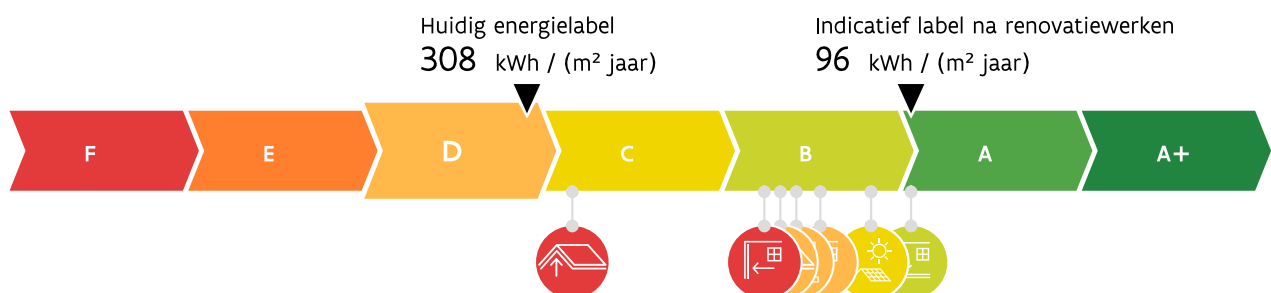 Huidig energielabel
308 kWh / (m² jaar)
Indicatief label na renovatiewerken
96 kWh / (m² jaar)
F
E
D
C
B
A
A+